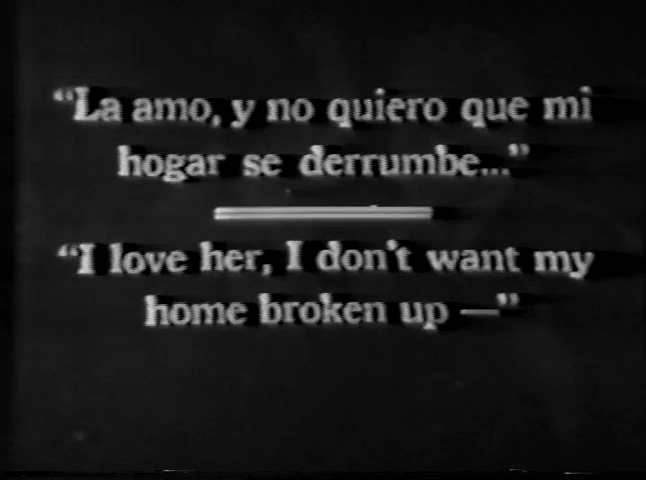 “La amo, y no quiero que mi
hogar se derrumbe...”
“I love her, I don't want my
home broken up —”